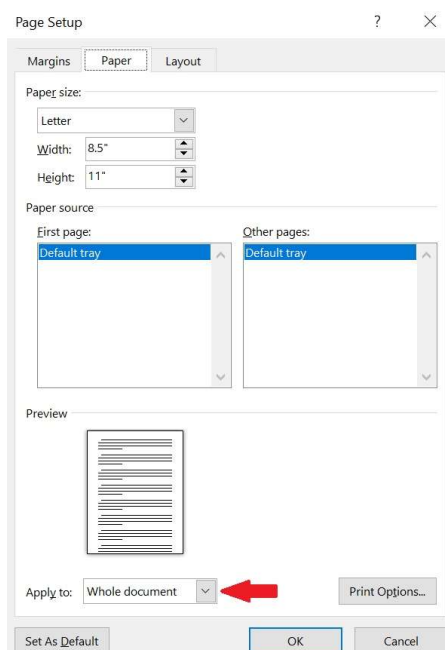 Page Setup ?
Margins Paper Layout
Paper size:
Letter
Width: 8.5"
Height: 11"
Paper source
First page: Other pages:
Default tray Default tray
Preview
Apply to: Whole document Print Options...
Set As Default OK Cancel